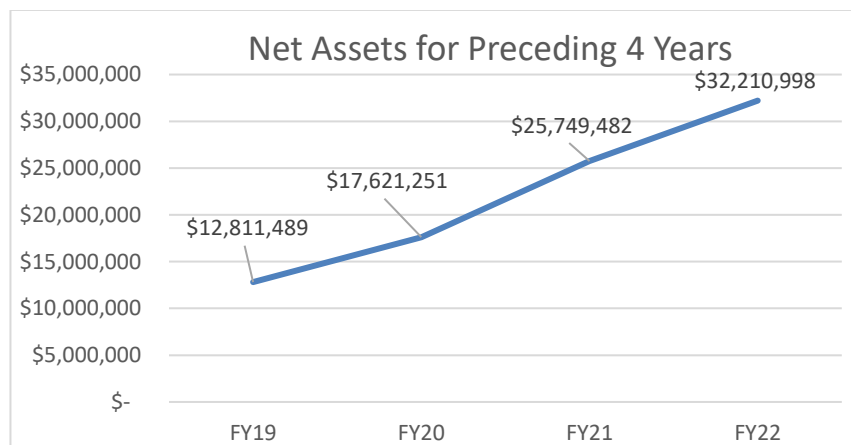 Net Assets for Preceding 4 Years
$35,000,000
$30,000,000
$25,000,000
$20,000,000
$15,000,000
$10,000,000
$5,000,000
$-
$12,811,489
$17,621,251
$25,749,482
$32,210,998
FY19
FY20
FY21
FY22